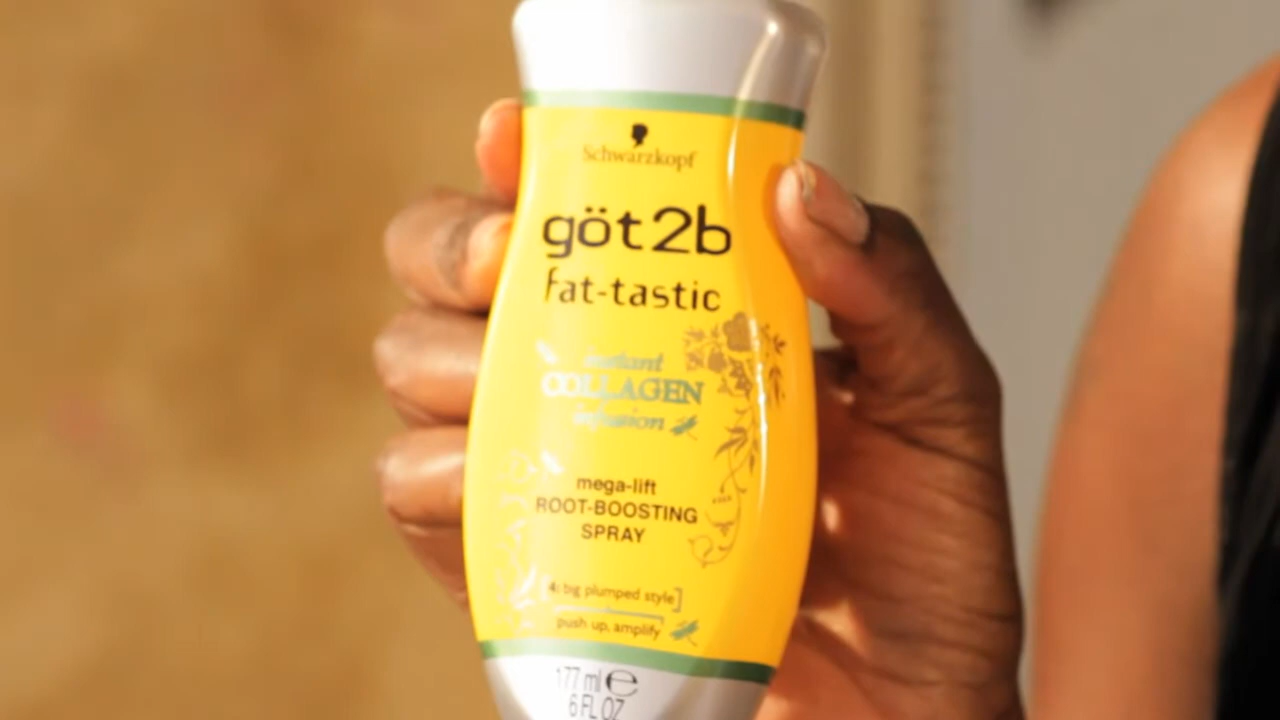 Schwarzkopf
göt2b
fat-tastic
instant
COLLAGEN
infusion
mega-lift
ROOT-BOOSTING
SPRAY
[4: big plumped style]
push up, amplify
177 ml e
6 FL OZ